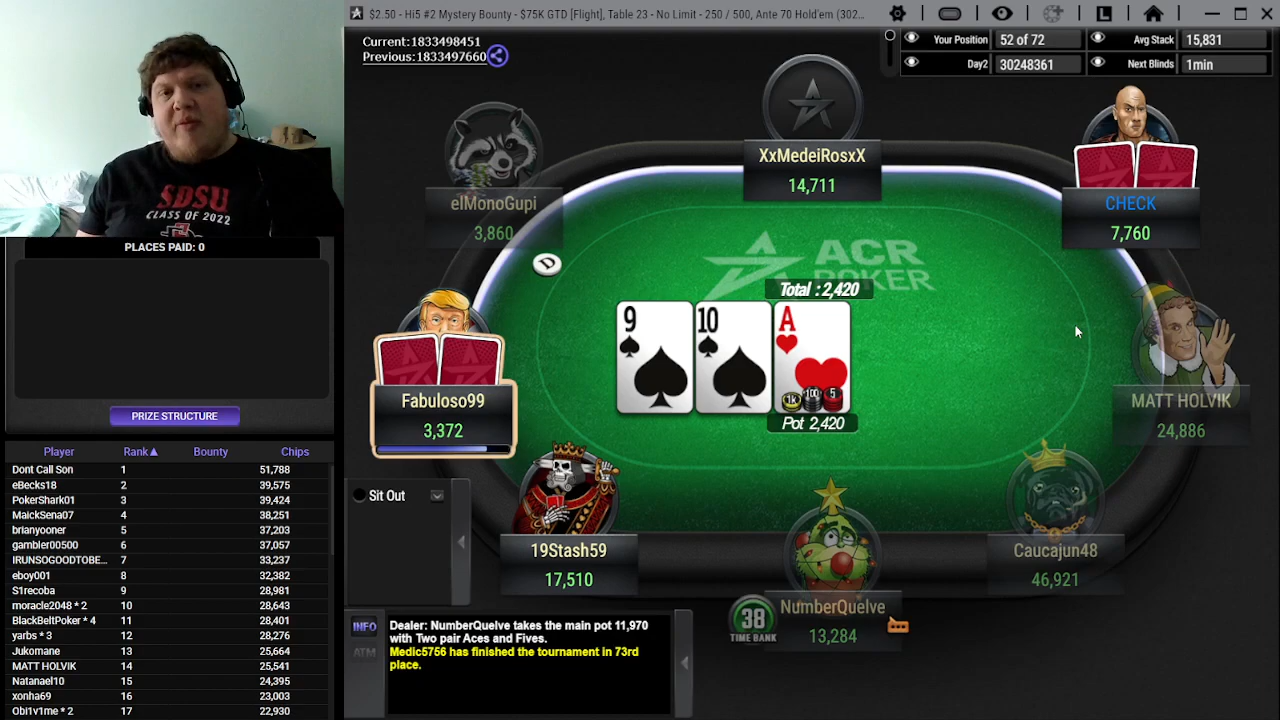 $2.50 - Hi5 #2 Mystery Bounty - $75K GTD [Flight], Table 23 - No Limit - 250 / 500, Ante 70 Hold'em (302...
Current:1833498451
Previous:1833497660
Your Position 52 of 72 Avg Stack 15,831
Day2 30248361 Next Blinds 1min
SDSU
CLASS OF 2022
PLACES PAID: 0
PRIZE STRUCTURE
Player Rank▲ Bounty Chips
Dont Call Son 1 51,788
eBecks18 2 39,575
PokerShark01 3 39,424
MaickSena07 4 38,251
brianyooner 5 37,203
gambler00500 6 37,057
IRUNSOGOODTOBE... 7 33,237
eboy001 8 32,382
S1recoba 9 28,981
moracle2048 * 2 10 28,643
BlackBeltPoker * 4 11 28,401
yarbs * 3 12 28,276
Jukomane 13 25,664
MATT HOLVIK 14 25,541
Natanael10 15 24,395
xonha69 16 23,003
Obi1v1me * 2 17 22,930
elMonoGupi
3,860
XxMedeiRosxX
14,711
CHECK
7,760
D
ACR
POKER
Total : 2,420
9
10
A
1k
100
5
Pot 2,420
Fabuloso99
3,372
MATT HOLVIK
24,886
Sit Out
19Stash59
17,510
NumberQuelve
13,284
38
TIME BANK
Caucajun48
46,921
INFO
ATM
Dealer: NumberQuelve takes the main pot 11,970
with Two pair Aces and Fives.
Medic5756 has finished the tournament in 73rd
place.
L